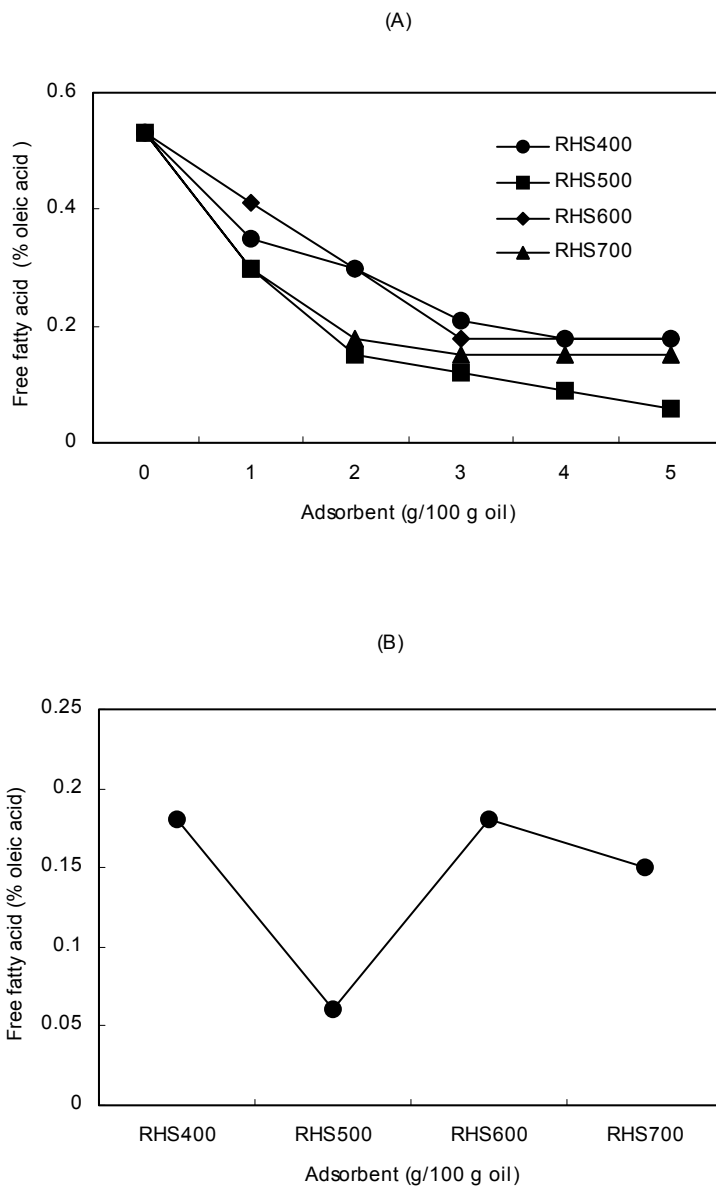 (A)
Free fatty acid (% oleic acid)
0.6
0.4
0.2
0
RHS400
RHS500
RHS600
RHS700
0 1 2 3 4 5
Adsorbent (g/100 g oil)
(B)
Free fatty acid (% oleic acid)
0.25
0.2
0.15
0.1
0.05
0
RHS400 RHS500 RHS600 RHS700
Adsorbent (g/100 g oil)